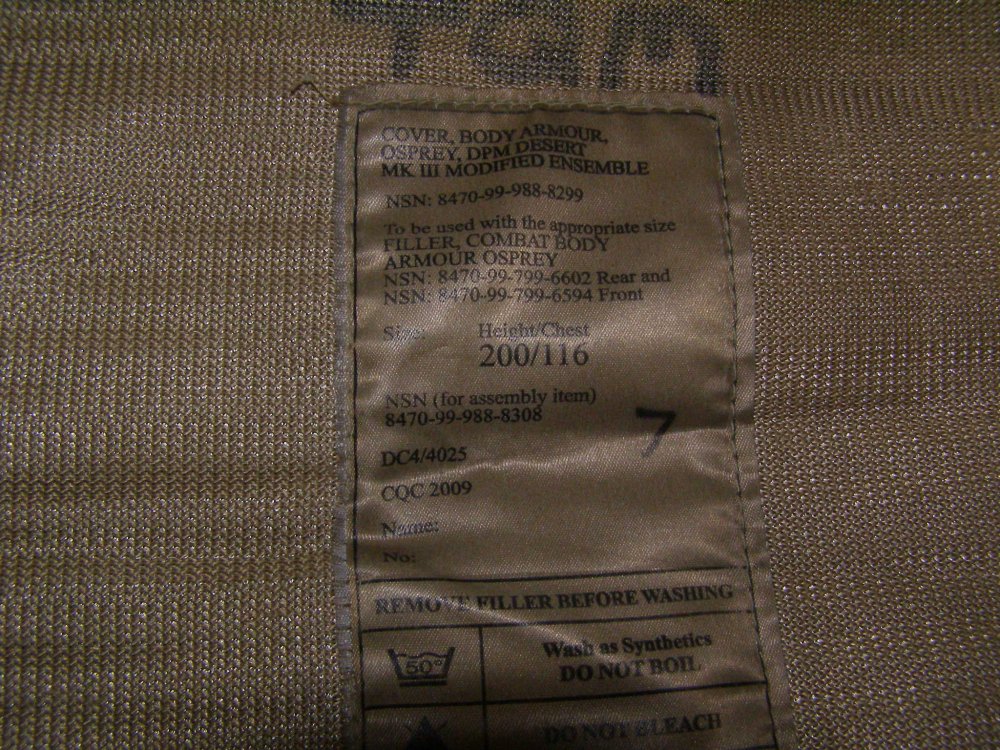 COVER, BODY ARMOUR,
OSPREY, DPM DESERT
MK III MODIFIED ENSEMBLE
NSN: 8470-99-988-8299
To be used with the appropriate size
FILLER, COMBAT BODY
ARMOUR OSPREY
NSN: 8470-99-799-6602 Rear and
NSN: 8470-99-799-6594 Front
Size: Height/Chest
200/116
NSN (for assembly item)
8470-99-988-8308
7
DC4/4025
CQC 2009
Name:
No:
REMOVE FILLER BEFORE WASHING
50° Wash as Synthetics
DO NOT BOIL
DO NOT BLEACH